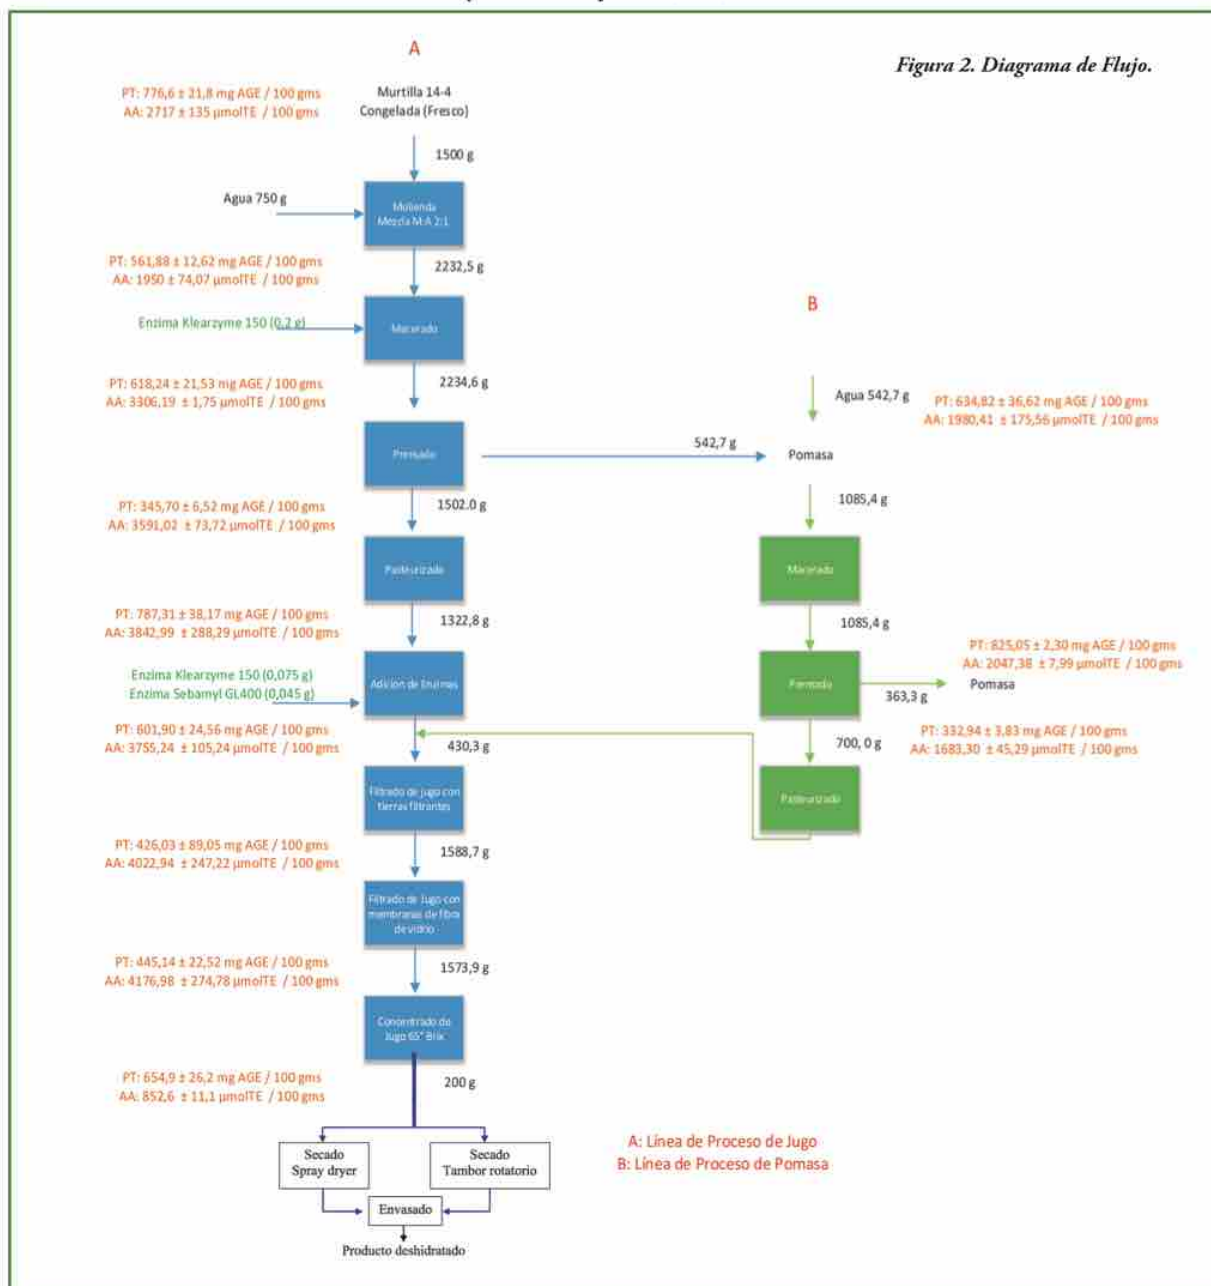 Figura 2. Diagrama de Flujo.
A
PT: 776,6 ± 21,8 mg AGE / 100 gms
AA: 2717 ± 135 µmolTE / 100 gms
Murtilla 14-4
Congelada (Fresco)
1500 g
Agua 750 g
Molienda
Mezcla M:A 2:1
PT: 561,88 ± 12,62 mg AGE / 100 gms
AA: 1950 ± 74,07 µmolTE / 100 gms
2232,5 g
Enzima Klearzyme 150 (0,2 g)
Macerado
PT: 618,24 ± 21,53 mg AGE / 100 gms
AA: 3306,19 ± 1,75 µmolTE / 100 gms
2234,6 g
Prensado
542,7 g
PT: 345,70 ± 6,52 mg AGE / 100 gms
AA: 3591,02 ± 73,72 µmolTE / 100 gms
1502.0 g
Pasteurizado
PT: 787,31 ± 38,17 mg AGE / 100 gms
AA: 3842,99 ± 288,29 µmolTE / 100 gms
1322,8 g
Enzima Klearzyme 150 (0,075 g)
Enzima Sebamyl GL400 (0,045 g)
Adición de Enzimas
PT: 601,90 ± 24,56 mg AGE / 100 gms
AA: 3755,24 ± 105,24 µmolTE / 100 gms
430,3 g
Filtrado de jugo con
tierras filtrantes
PT: 426,03 ± 89,05 mg AGE / 100 gms
AA: 4022,94 ± 247,22 µmolTE / 100 gms
1588,7 g
Filtrado de Jugo con
membranas de fibra
de vidrio
PT: 445,14 ± 22,52 mg AGE / 100 gms
AA: 4176,98 ± 274,78 µmolTE / 100 gms
1573,9 g
Concentrado de
Jugo 65° Brix
PT: 654,9 ± 26,2 mg AGE / 100 gms
AA: 852,6 ± 11,1 µmolTE / 100 gms
200 g
Secado
Spray dryer
Secado
Tambor rotatorio
Envasado
Producto deshidratado
B
Agua 542,7 g
PT: 634,82 ± 36,62 mg AGE / 100 gms
AA: 1980,41 ± 175,56 µmolTE / 100 gms
Pomasa
1085,4 g
Macerado
1085,4 g
PT: 825,05 ± 2,30 mg AGE / 100 gms
AA: 2047,38 ± 7,99 µmolTE / 100 gms
363,3 g
Pomasa
700, 0 g
PT: 332,94 ± 3,83 mg AGE / 100 gms
AA: 1683,30 ± 45,29 µmolTE / 100 gms
Pasteurizado
A: Línea de Proceso de Jugo
B: Línea de Proceso de Pomasa